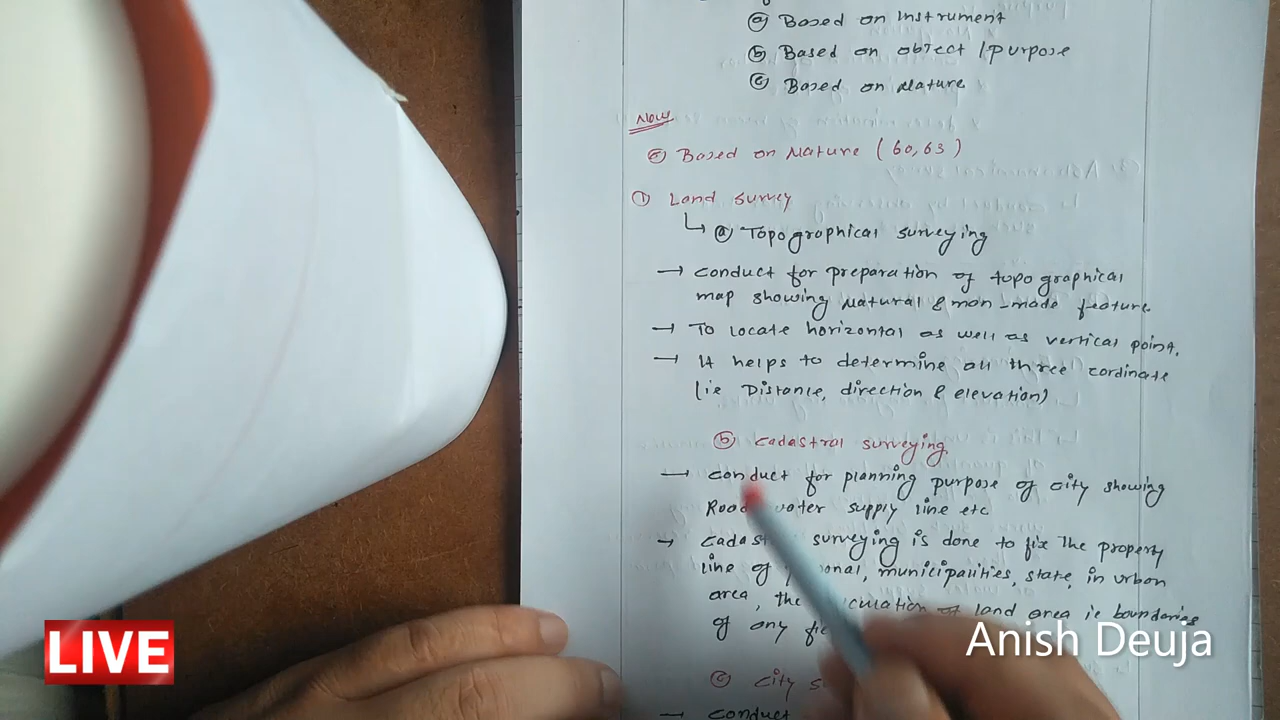 ⓐ Based on Instrument
ⓑ Based on object / purpose
ⓒ Based on Nature
Now
ⓒ Based on Nature (60,63)
① Land survey
↳ ⓐ Topographical surveying
→ conduct for preparation of topographical
map showing Natural & man-made feature.
→ To locate horizontal as well as vertical point.
→ It helps to determine all three cordinate
(ie Distance, direction & elevation)
ⓑ cadastral surveying
→ conduct for planning purpose of city showing
Road water supply line etc
→ surveying is done to fix The property
line of municipalities, state, in urbon
area, the of land area ie boundaries
of any
ⓒ city
→ conduct
LIVE
Anish Deuja